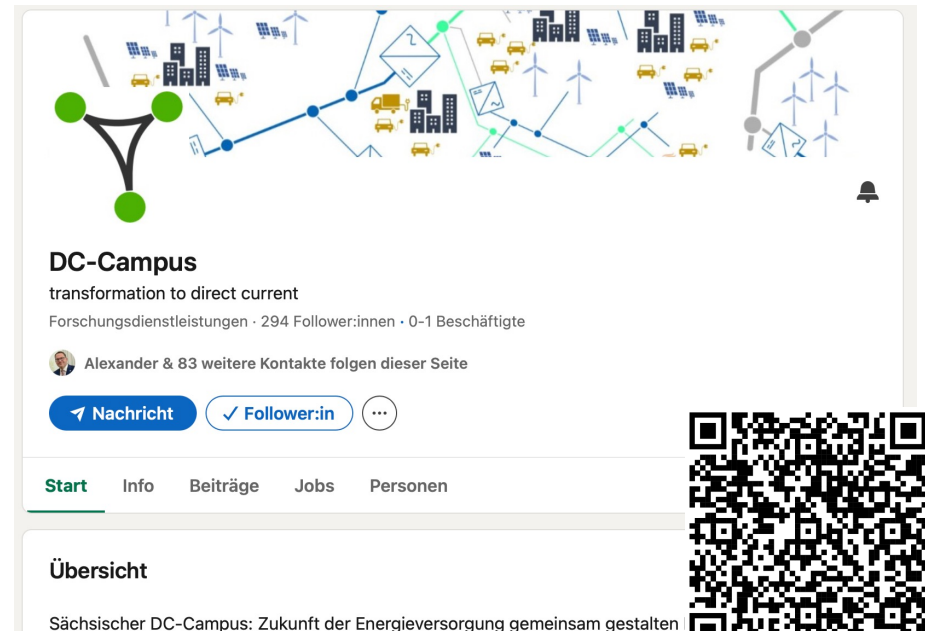 DC-Campus
transformation to direct current
Forschungsdienstleistungen · 294 Follower:innen · 0-1 Beschäftigte
Alexander & 83 weitere Kontakte folgen dieser Seite
Nachricht
Follower:in
Start Info Beiträge Jobs Personen
Übersicht
Sächsischer DC-Campus: Zukunft der Energieversorgung gemeinsam gestalten